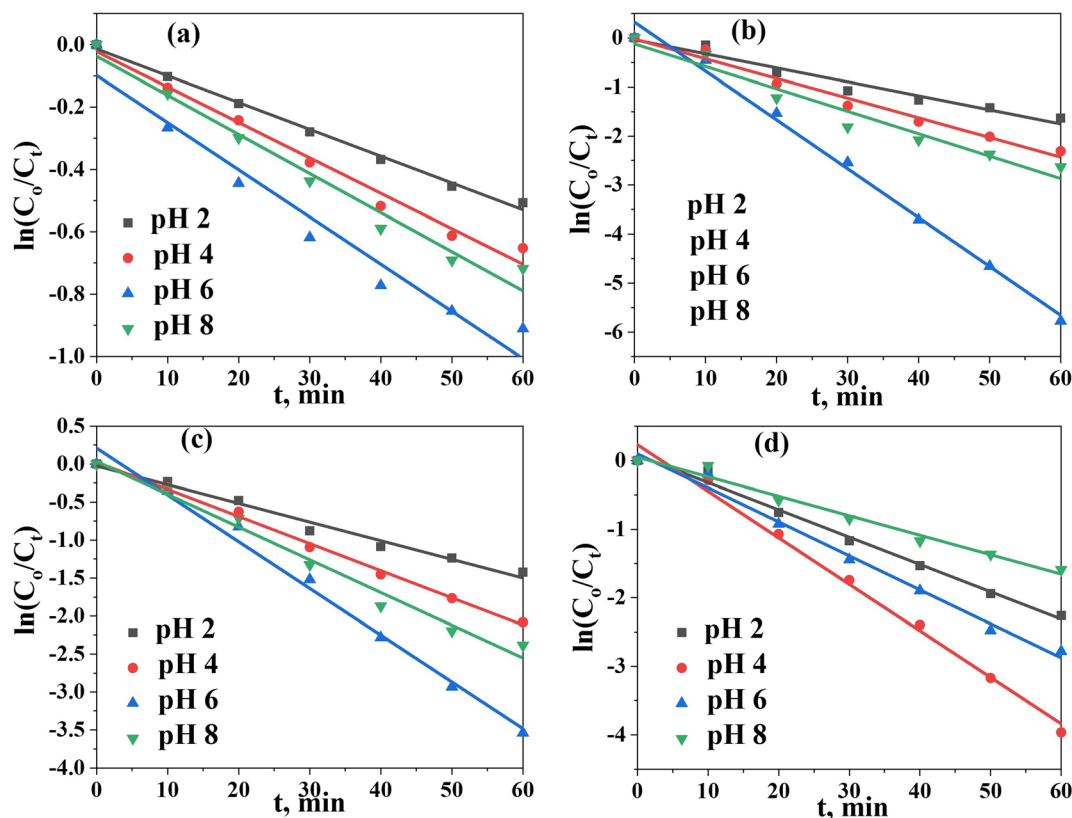 (a)
0.0
-0.2
-0.4
-0.6
-0.8
-1.0
ln(Co/Ct)
pH 2
pH 4
pH 6
pH 8
0 10 20 30 40 50 60
t, min
(b)
0
-1
-2
-3
-4
-5
-6
ln(Co/Ct)
pH 2
pH 4
pH 6
pH 8
0 10 20 30 40 50 60
t, min
(c)
0.5
0.0
-0.5
-1.0
-1.5
-2.0
-2.5
-3.0
-3.5
-4.0
ln(Co/Ct)
pH 2
pH 4
pH 6
pH 8
0 10 20 30 40 50 60
t, min
(d)
0
-1
-2
-3
-4
ln(Co/Ct)
pH 2
pH 4
pH 6
pH 8
0 10 20 30 40 50 60
t, min